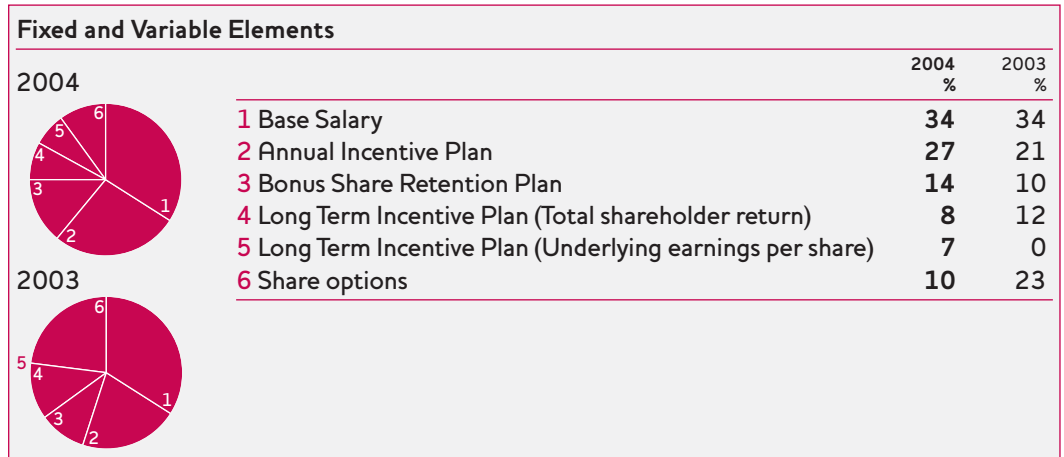 Fixed and Variable Elements
2004
6
5
4
3
2
1
2003
6
5
4
3
2
1
2004 2003
% %
1 Base Salary 34 34
2 Annual Incentive Plan 27 21
3 Bonus Share Retention Plan 14 10
4 Long Term Incentive Plan (Total shareholder return) 8 12
5 Long Term Incentive Plan (Underlying earnings per share) 7 0
6 Share options 10 23